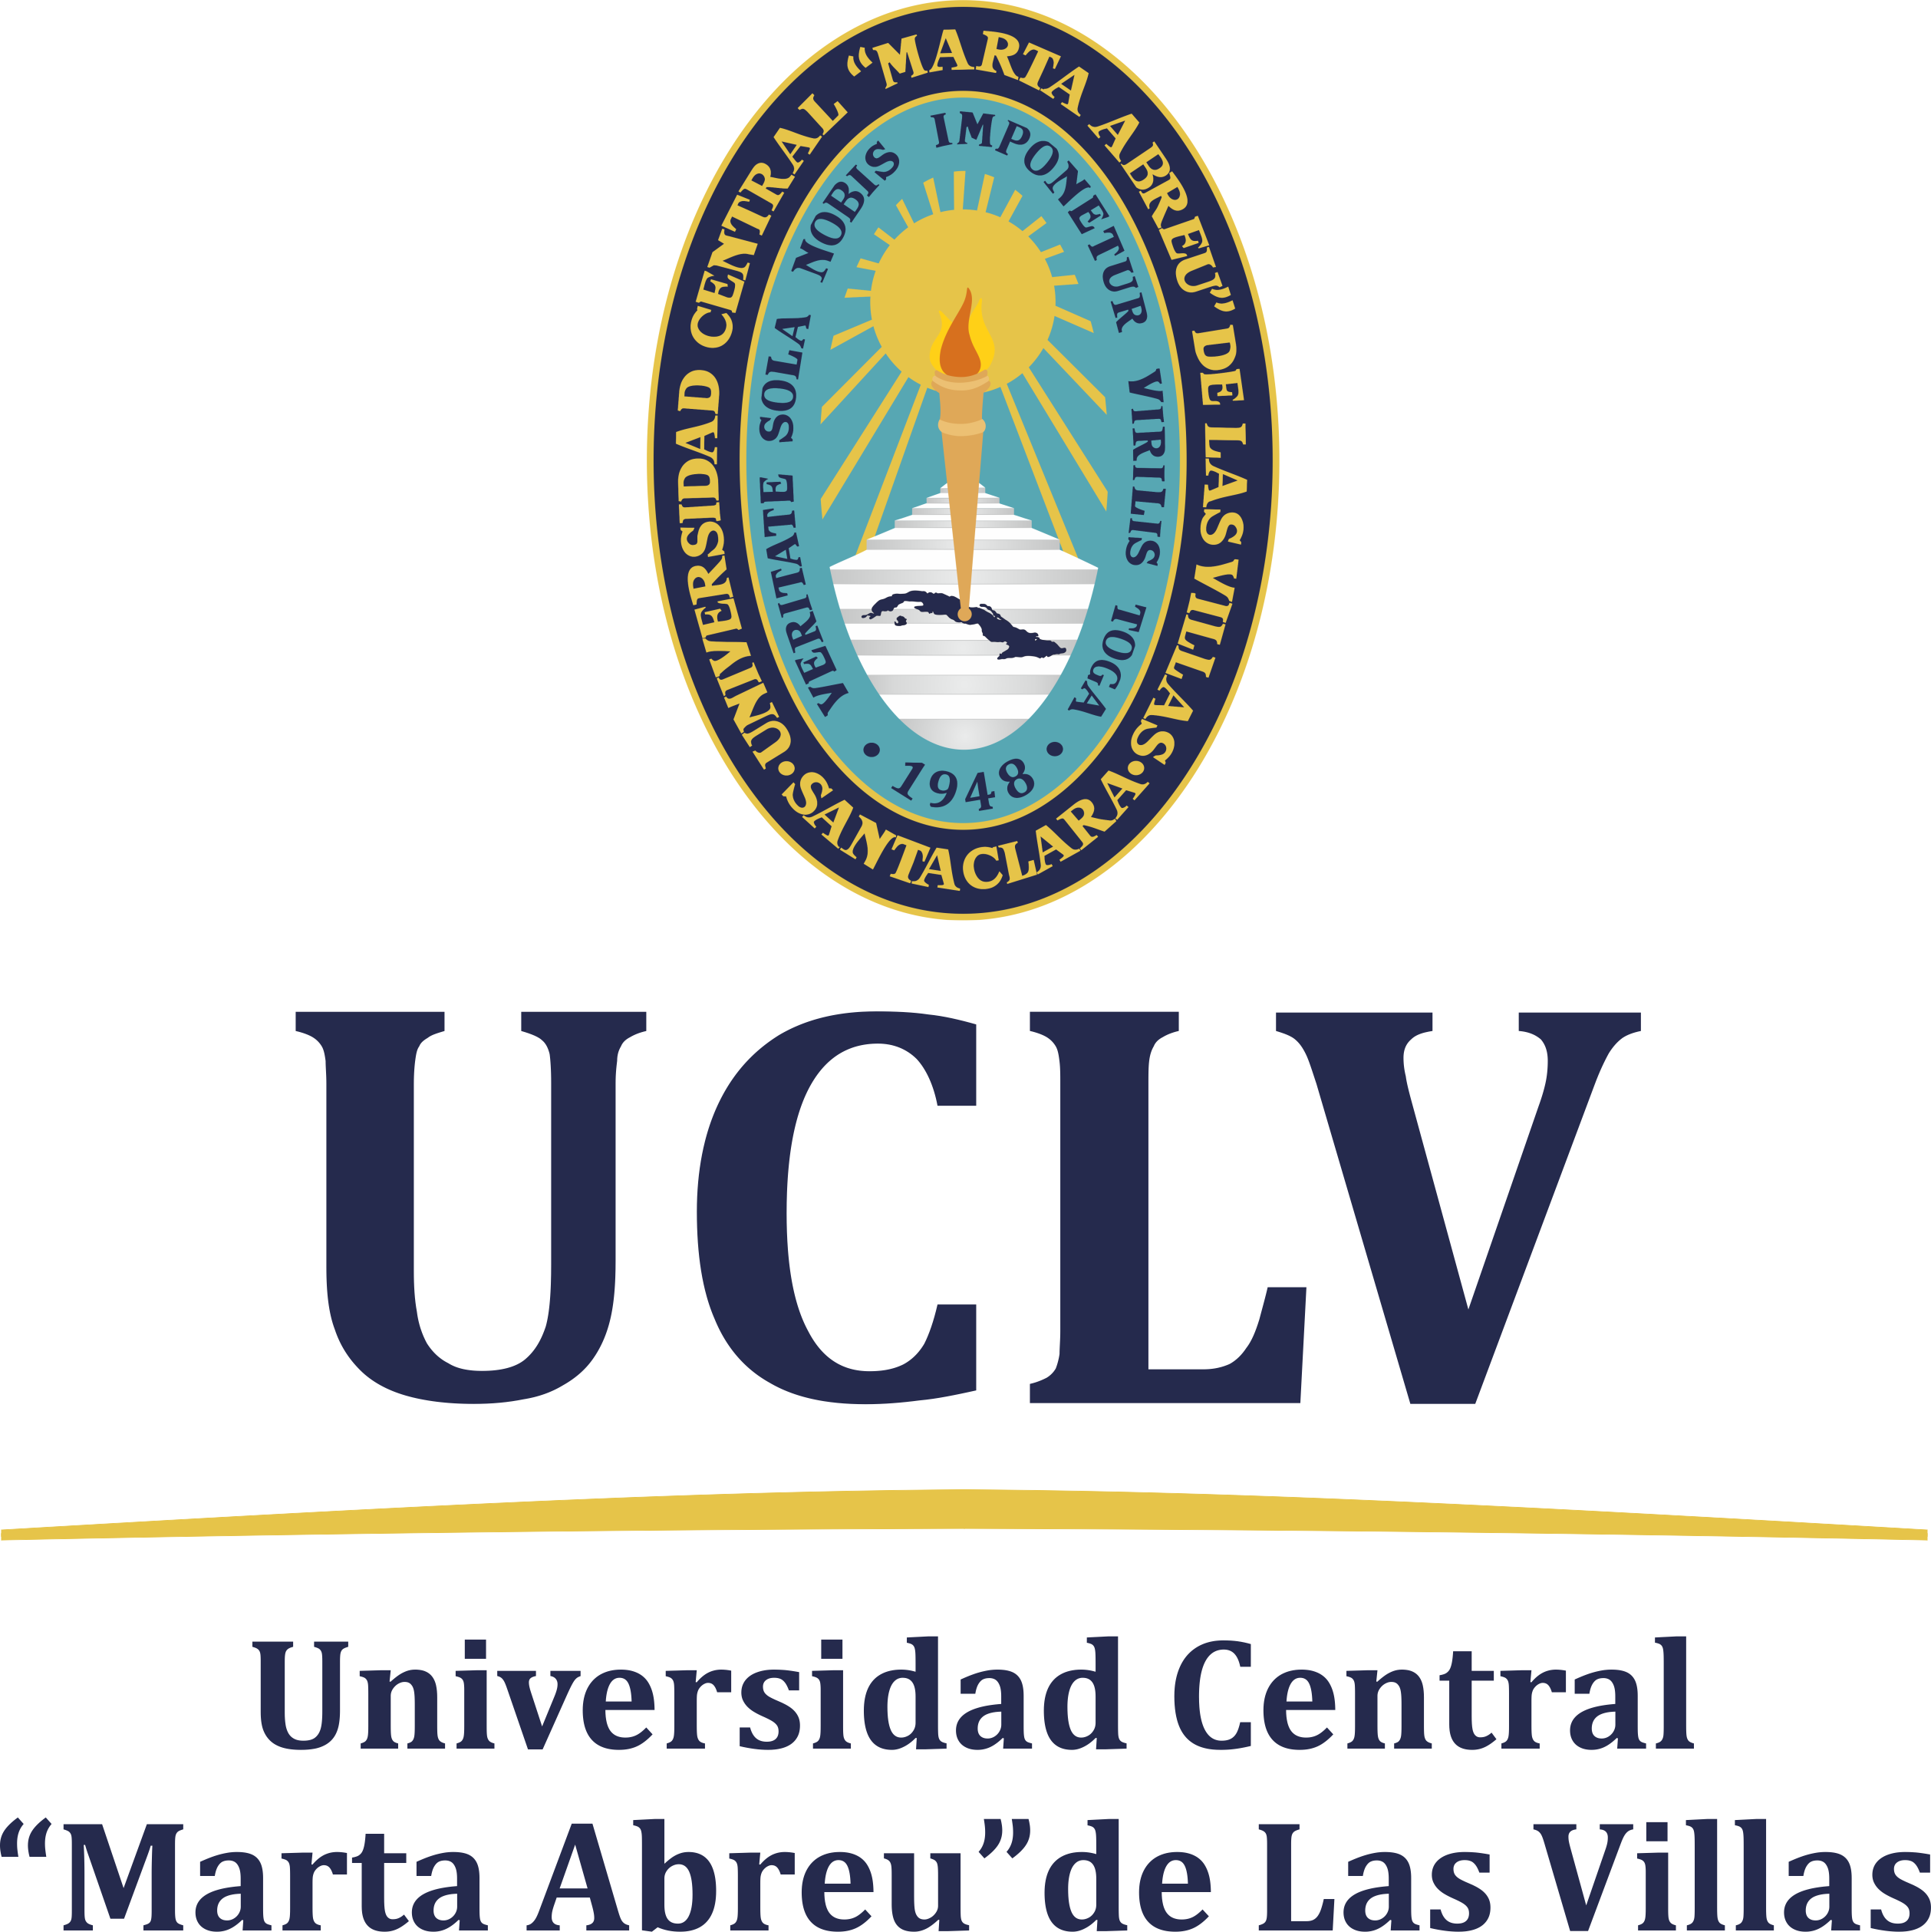 UNIVERSIDAD CENTRAL “MARTA ABREU” DE LAS VILLAS
· SANTA CLARA ·
VERITATE SOLA NOBIS IMPONETUR VIRILIS TOGA
• 1948 •
UCLV
Universidad Central
“Marta Abreu” de Las Villas